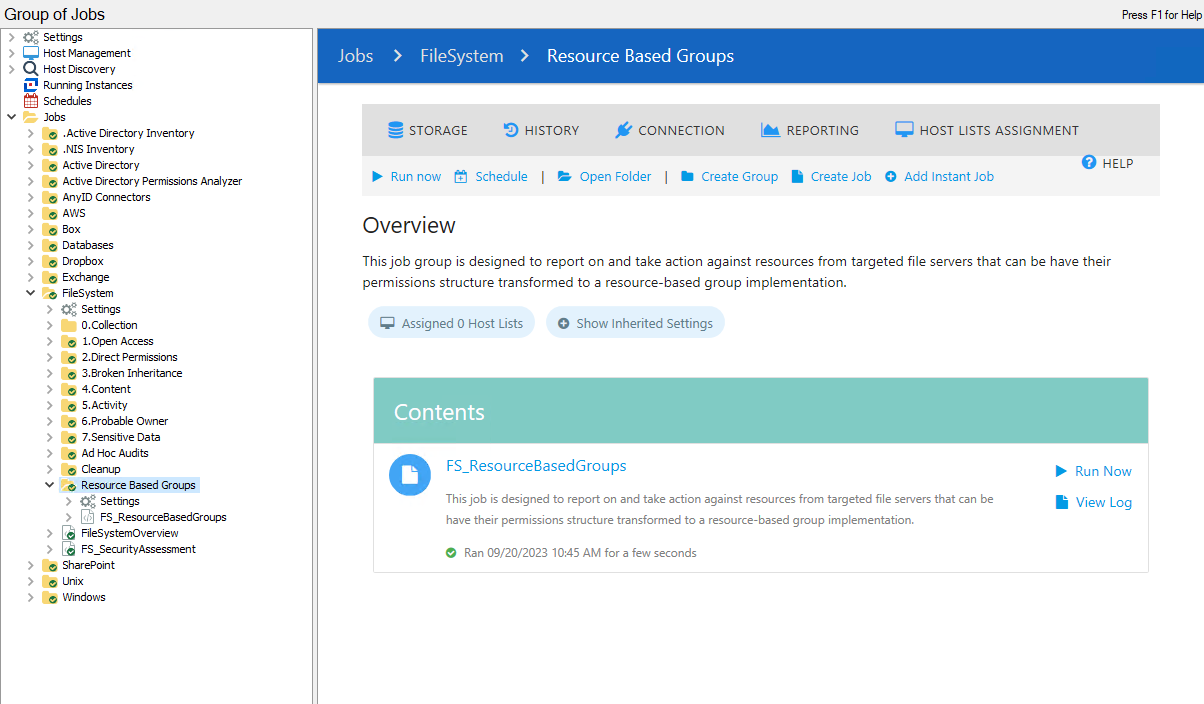 Group of Jobs
Press F1 for Help
Settings
Host Management
Host Discovery
Running Instances
Schedules
Jobs
.Active Directory Inventory
.NIS Inventory
Active Directory
Active Directory Permissions Analyzer
AnyID Connectors
AWS
Box
Databases
Dropbox
Exchange
FileSystem
Settings
0.Collection
1.Open Access
2.Direct Permissions
3.Broken Inheritance
4.Content
5.Activity
6.Probable Owner
7.Sensitive Data
Ad Hoc Audits
Cleanup
Resource Based Groups
Settings
FS_ResourceBasedGroups
FileSystemOverview
FS_SecurityAssessment
SharePoint
Unix
Windows
Jobs > FileSystem > Resource Based Groups
STORAGE HISTORY CONNECTION REPORTING HOST LISTS ASSIGNMENT
HELP
Run now Schedule | Open Folder | Create Group Create Job Add Instant Job
Overview
This job group is designed to report on and take action against resources from targeted file servers that can be have their
permissions structure transformed to a resource-based group implementation.
Assigned 0 Host Lists Show Inherited Settings
Contents
FS_ResourceBasedGroups
Run Now
This job is designed to report on and take action against resources from targeted file servers that can be
have their permissions structure transformed to a resource-based group implementation.
View Log
Ran 09/20/2023 10:45 AM for a few seconds